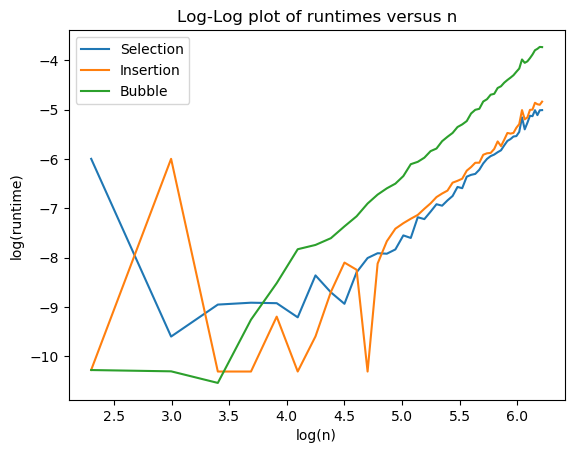 Log-Log plot of runtimes versus n
Selection
Insertion
Bubble
log(runtime)
−4
−5
−6
−7
−8
−9
−10
2.5 3.0 3.5 4.0 4.5 5.0 5.5 6.0
log(n)